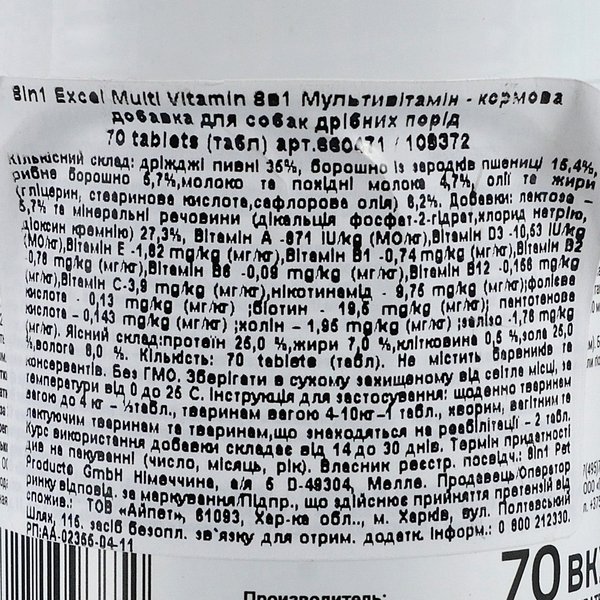 8in1 Excel Multi Vitamin 8в1 Мультивітамін - кормова
добавка для собак дрібних порід
70 tablets (табл) арт.660471 / 109372
Кількісний склад: дріжджі пивні 35%, борошно із зародків пшениці 15,4%,
рибне борошно 6,7%,молоко та похідні молока 4,7%, олії та жири
(гліцерин, стеаринова кислота,сафлорова олія) 6,2%. Добавки: лактоза –
5,7% та мінеральні речовини (дікальція фосфат-2-гідрат,хлорид натрію,
діоксин кремнію) 27,3%, Вітамін А -871 IU/kg (МО/кг),Вітамін D3 -10,53 IU/kg
(МО/кг),Вітамін Е -1,82 mg/kg (мг/кг),Вітамін В1 -0,74 mg/kg (мг/кг),Вітамін В2
-0,78 mg/kg (мг/кг),Вітамін В6 -0,09 mg/kg (мг/кг),Вітамін В12 -0,156 mg/kg
(мг/кг),Вітамін С-3,9 mg/kg (мг/кг),нікотинамід - 9,75 mg/kg (мг/кг);фолієва
кислота - 0,13 mg/kg (мг/кг) ;біотин - 19,5 mg/kg (мг/кг); пантотенова
кислота – 0,143 mg/kg (мг/кг) ;холін – 1,95 mg/kg (мг/кг) ;залізо -1,76 mg/kg
(мг/кг). Якісний склад:протеїн 25,0 %,жири 7,0 %,клітковина 0,5 %,зола 25,0
%,волога 6,0 %. Кількість: 70 tablets (табл). Не містить барвників та
консервантів. Без ГМО. Зберігати в сухому захищеному від світла місці, за
температури від 0 до 25 С. Інструкція для застосування: щоденно тваринам
вагою до 4 кг – ½табл., тваринам вагою 4-10кг–1 табл., хворим, вагітним та
лактуючим тваринам та тваринам,що знаходяться на реабілітації – 2 табл.
Курс використання добавки складає від 14 до 30 днів. Термін придатності
див на пакуванні (число, місяць, рік). Власник реєстр. посвідч.: 8in1 Pet
Products GmbH Німеччина, а/я 5 D-49304, Мелле. Продавець/Оператор
ринку відповід. за маркування/Підпр., що здійснює прийняття претензій від
спожив.: ТОВ «Айпет», 61093, Хар-ка обл., м. Харків, вул. Полтавський
Шлях, 115. засіб безопл. зв'язку для отрим. додатк. інформ.: 0 800 212330.
РП:АА-02355-04-11
Производитель:
70 ВК